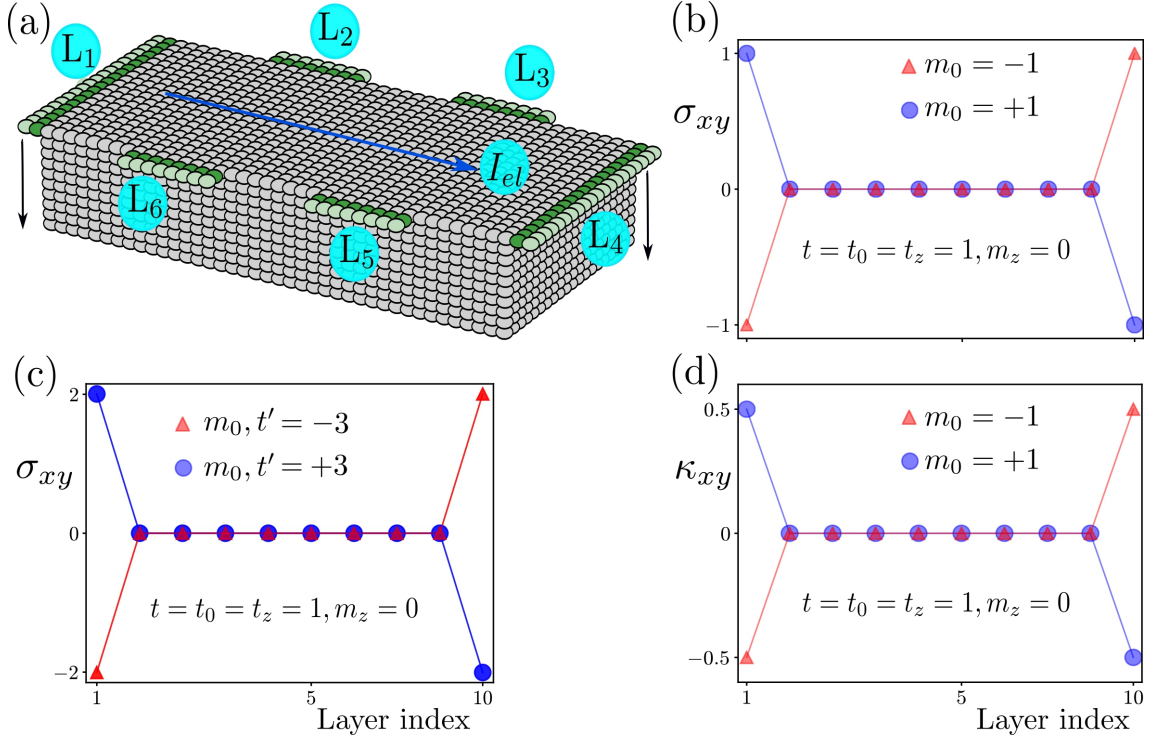 (a)
L1
L2
L3
Iel
L6
L5
L4
(b)
σxy
1
0
−1
m0 = −1
m0 = +1
t = t0 = tz = 1, mz = 0
5
10
(c)
σxy
2
0
−2
m0, t′ = −3
m0, t′ = +3
t = t0 = tz = 1, mz = 0
1
5
10
Layer index
(d)
κxy
0.5
0
−0.5
m0 = −1
m0 = +1
t = t0 = tz = 1, mz = 0
1
5
10
Layer index